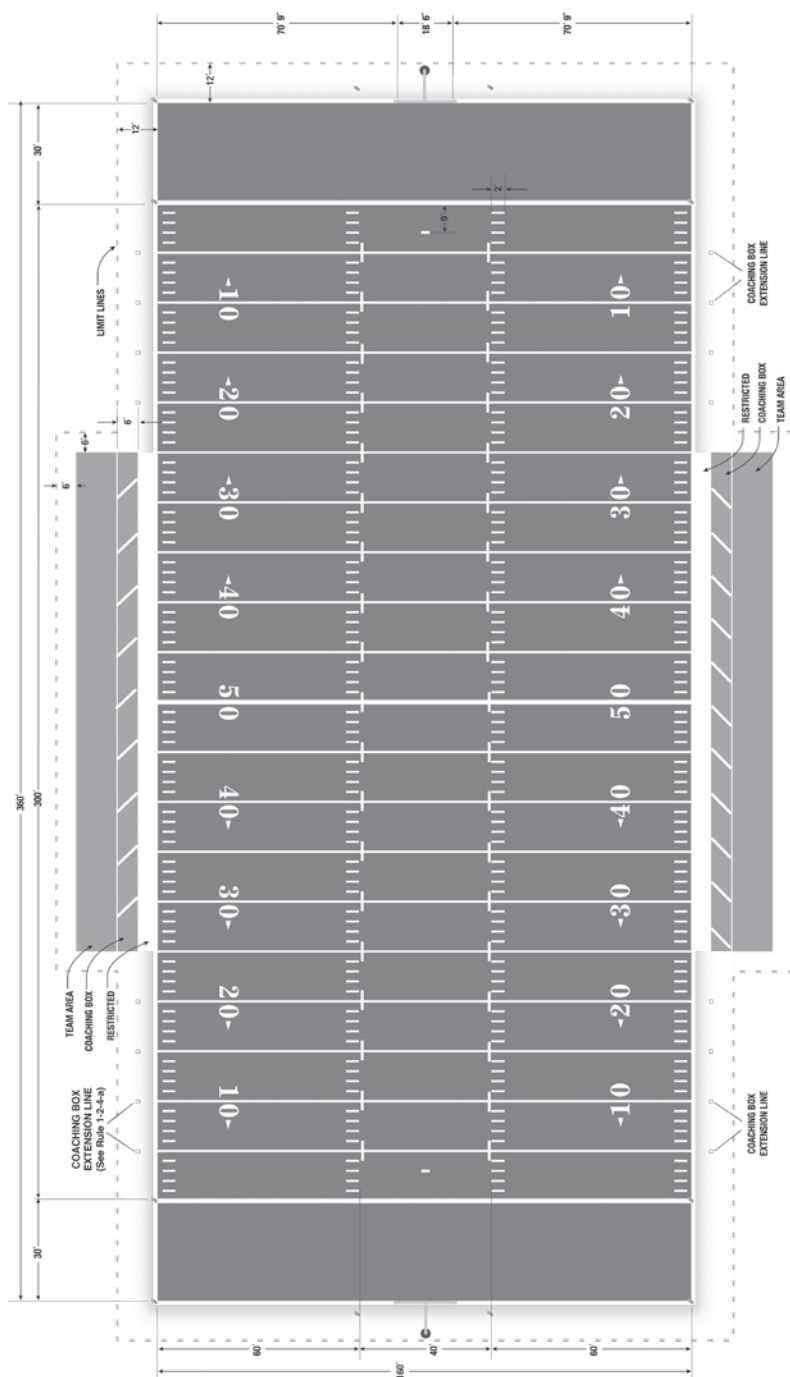 70´ 9˝
18´ 6˝
70´ 9˝
12´
12´
30´
LIMIT LINES
6´
6´
6´
2´
9´
COACHING BOX
EXTENSION LINE
RESTRICTED
COACHING BOX
TEAM AREA
◄10
10►
◄20
20►
◄30
30►
◄40
40►
50
50
40►
◄40
30►
◄30
20►
◄20
10►
◄10
360´
300´
TEAM AREA
COACHING BOX
RESTRICTED
COACHING BOX
EXTENSION LINE
(See Rule 1-2-4-a)
COACHING BOX
EXTENSION LINE
30´
60´
40´
60´
160´